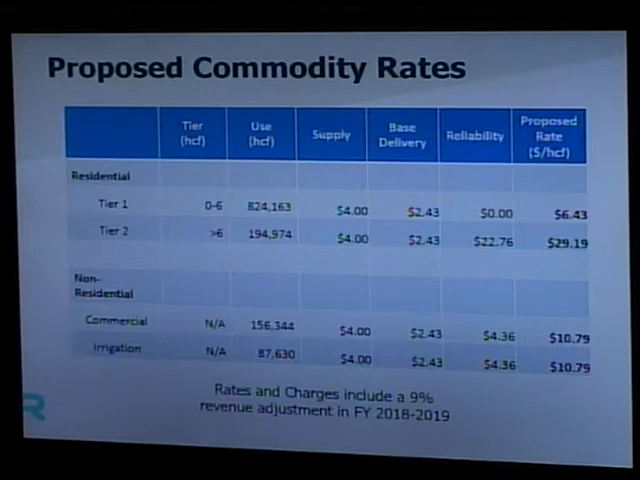 Proposed Commodity Rates
Tier (hcf) Use (hcf) Supply Base Delivery Reliability Proposed Rate ($/hcf)
Residential
Tier 1 0-6 824,163 $4.00 $2.43 $0.00 $6.43
Tier 2 >6 194,974 $4.00 $2.43 $22.76 $29.19
Non-
Residential
Commercial N/A 156,344 $4.00 $2.43 $4.36 $10.79
Irrigation N/A 87,630 $4.00 $2.43 $4.36 $10.79
Rates and Charges include a 9%
revenue adjustment in FY 2018-2019
R